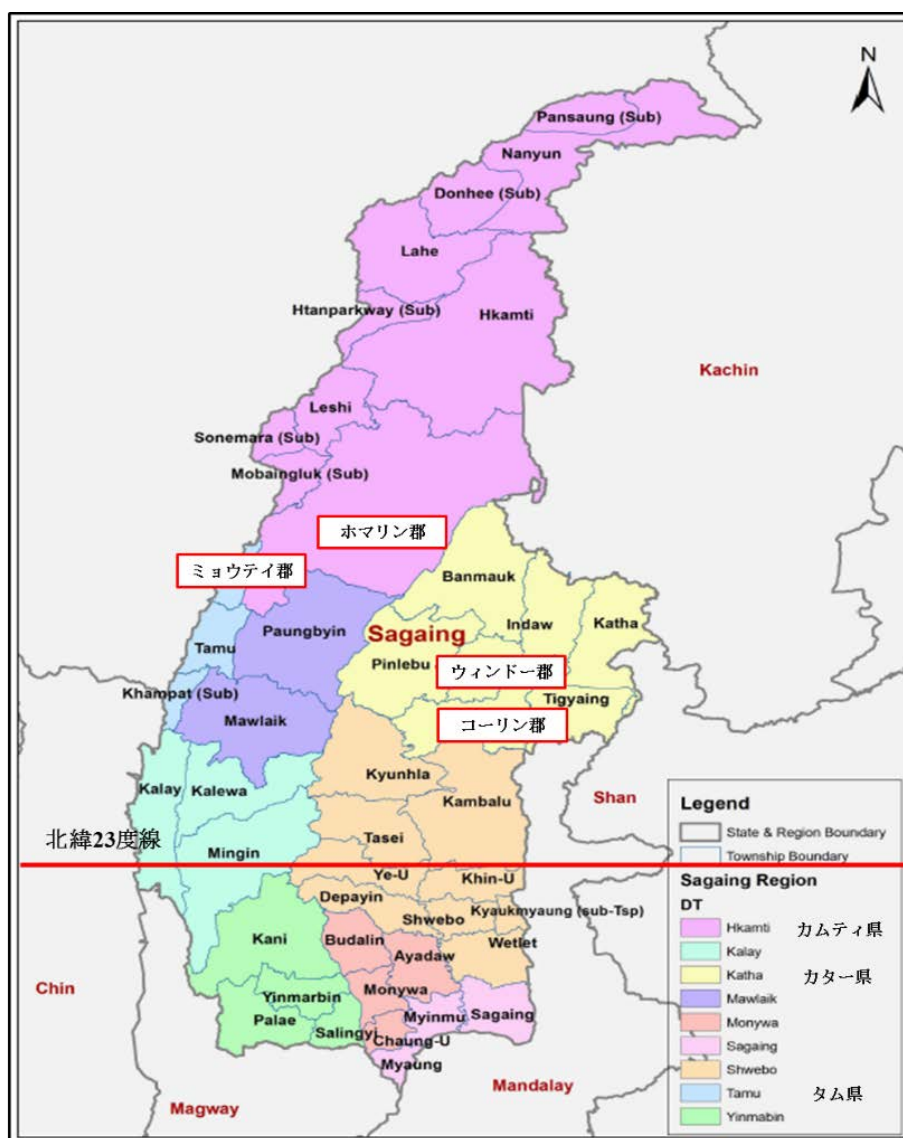 N
Pansaung (Sub)
Nanyun
Donhee (Sub)
Lahe
Htanparkway (Sub)
Hkamti
Kachin
Leshi
Sonemara (Sub)
Mobaingluk (Sub)
ホマリン郡
ミョウテイ郡
Banmauk
Paungbyin
Sagaing
Indaw
Katha
Tamu
Pinlebu
ウィンドー郡
Khampat (Sub)
Tigyaing
Mawlaik
コーリン郡
Kyunhla
Kalay
Kalewa
Kambalu
Shan
北緯23度線
Tasei
Mingin
Ye-U
Khin-U
Depayin
Shwebo
Kyaukmyaung (sub-Tsp)
Kani
Budalin
Wetlet
Ayadaw
Chin
Yinmarbin
Monywa
Palae
Salingyi
Myinmu
Sagaing
Chaung-U
Myaung
Mandalay
Magway
Legend
State & Region Boundary
Township Boundary
Sagaing Region
DT
Hkamti カムティ県
Kalay
Katha カター県
Mawlaik
Monywa
Sagaing
Shwebo
Tamu タム県
Yinmabin